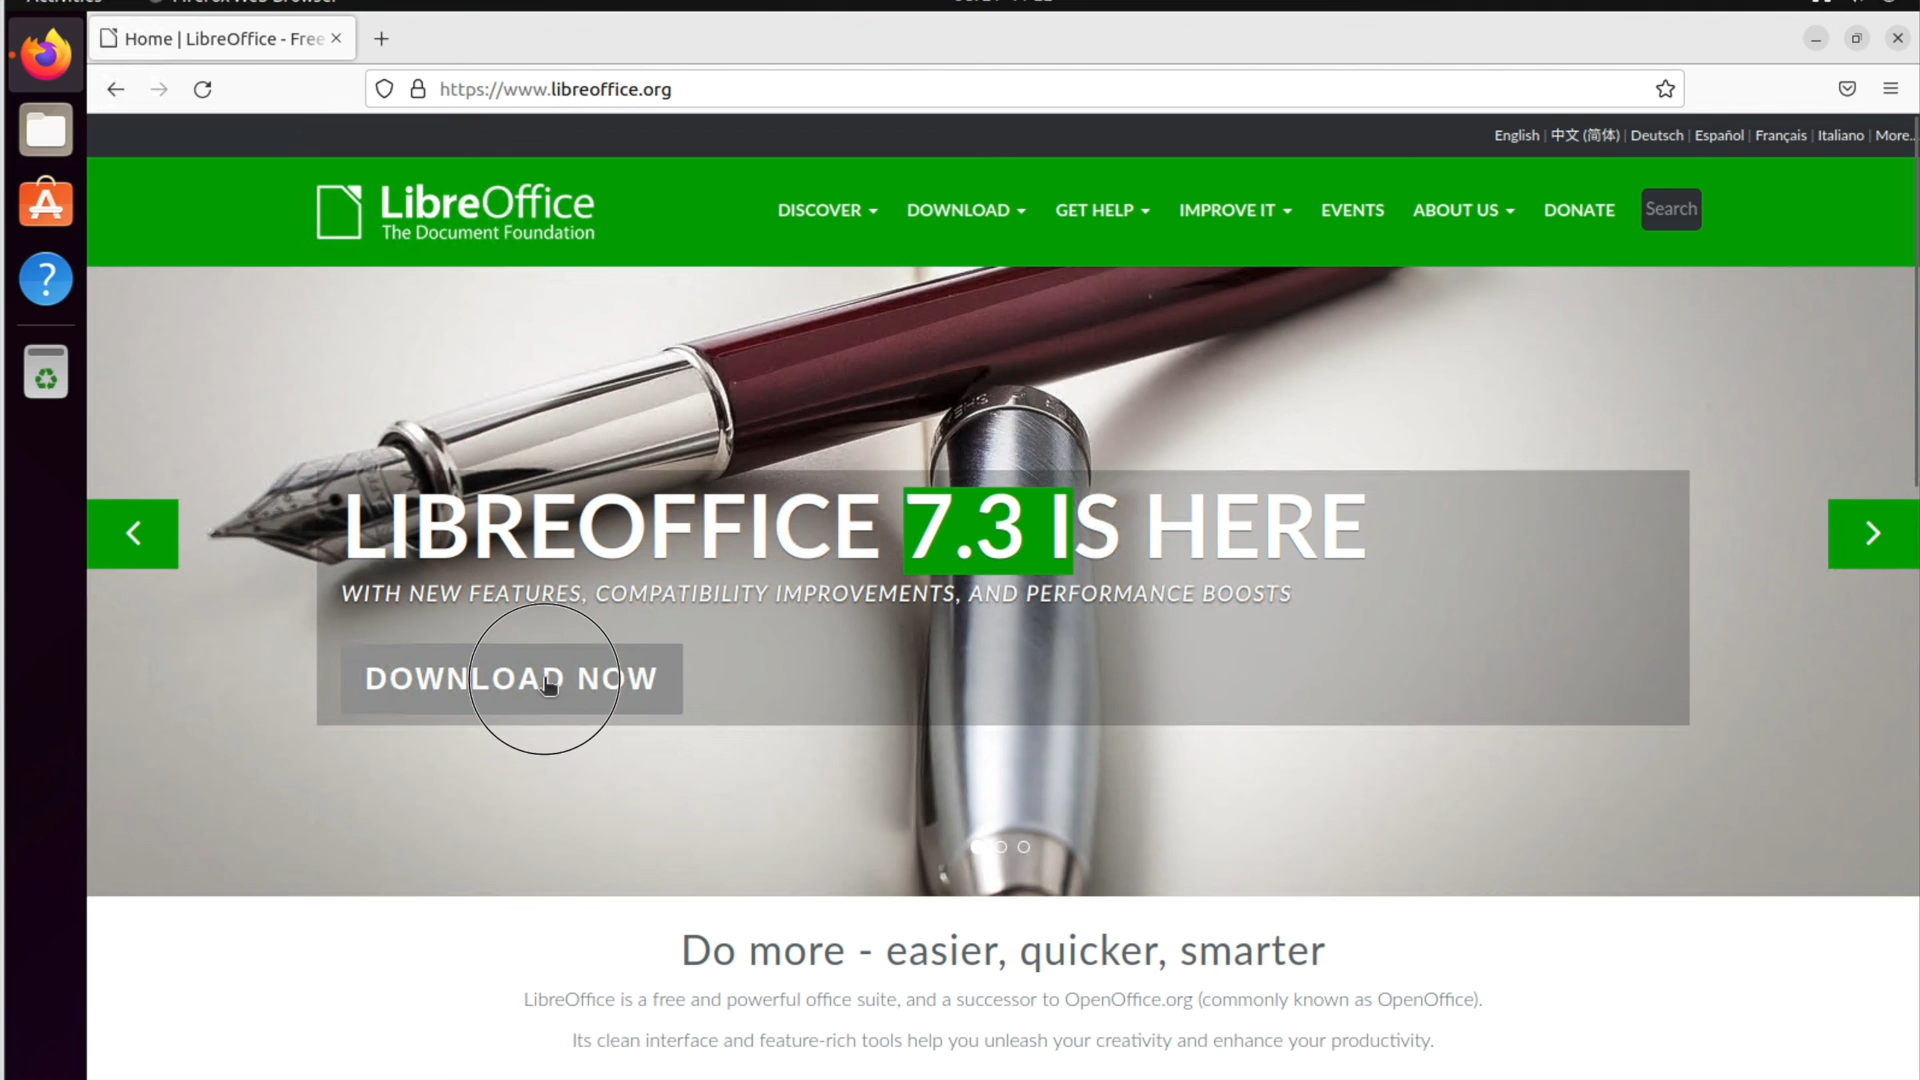 Home | LibreOffice - Free
https://www.libreoffice.org
English | 中文 (简体) | Deutsch | Español | Français | Italiano | More..
LibreOffice
The Document Foundation
DISCOVER DOWNLOAD GET HELP IMPROVE IT EVENTS ABOUT US DONATE Search
LIBREOFFICE 7.3 IS HERE
WITH NEW FEATURES, COMPATIBILITY IMPROVEMENTS, AND PERFORMANCE BOOSTS
DOWNLOAD NOW
Do more - easier, quicker, smarter
LibreOffice is a free and powerful office suite, and a successor to OpenOffice.org (commonly known as OpenOffice).
Its clean interface and feature-rich tools help you unleash your creativity and enhance your productivity.